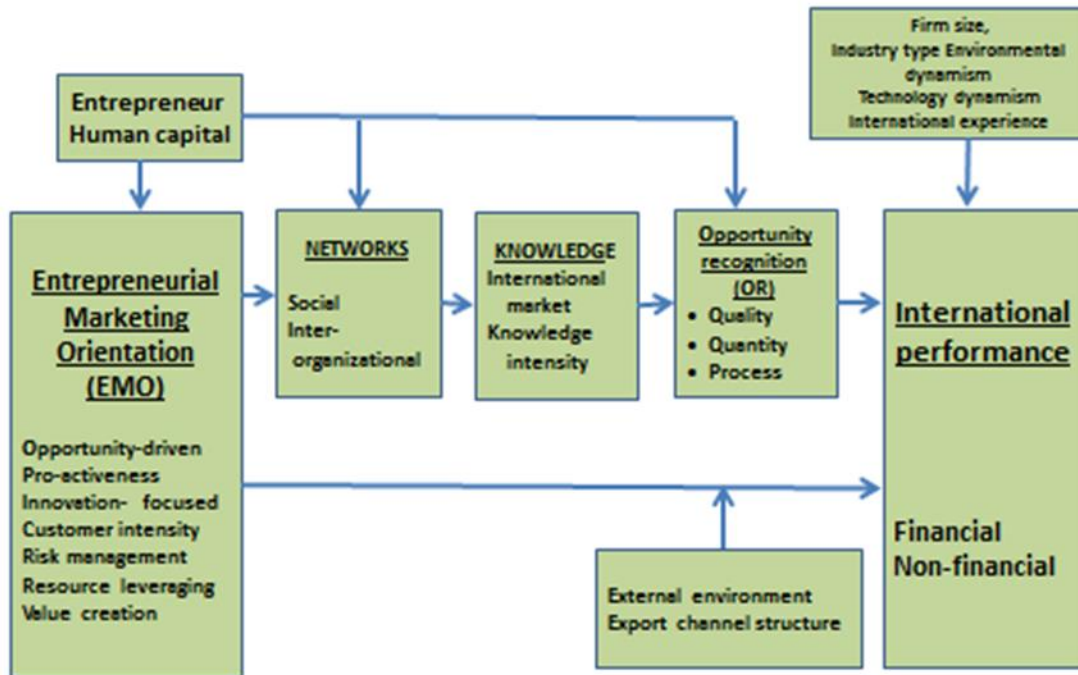 Firm size,
Industry type Environmental
dynamism
Technology dynamism
International experience
Entrepreneur
Human capital
Entrepreneurial
Marketing
Orientation
(EMO)
Opportunity-driven
Pro-activeness
Innovation- focused
Customer intensity
Risk management
Resource leveraging
Value creation
NETWORKS
Social
Inter-
organizational
KNOWLEDGE
International
market
Knowledge
intensity
Opportunity
recognition
(OR)
• Quality
• Quantity
• Process
International
performance
Financial
Non-financial
External environment
Export channel structure